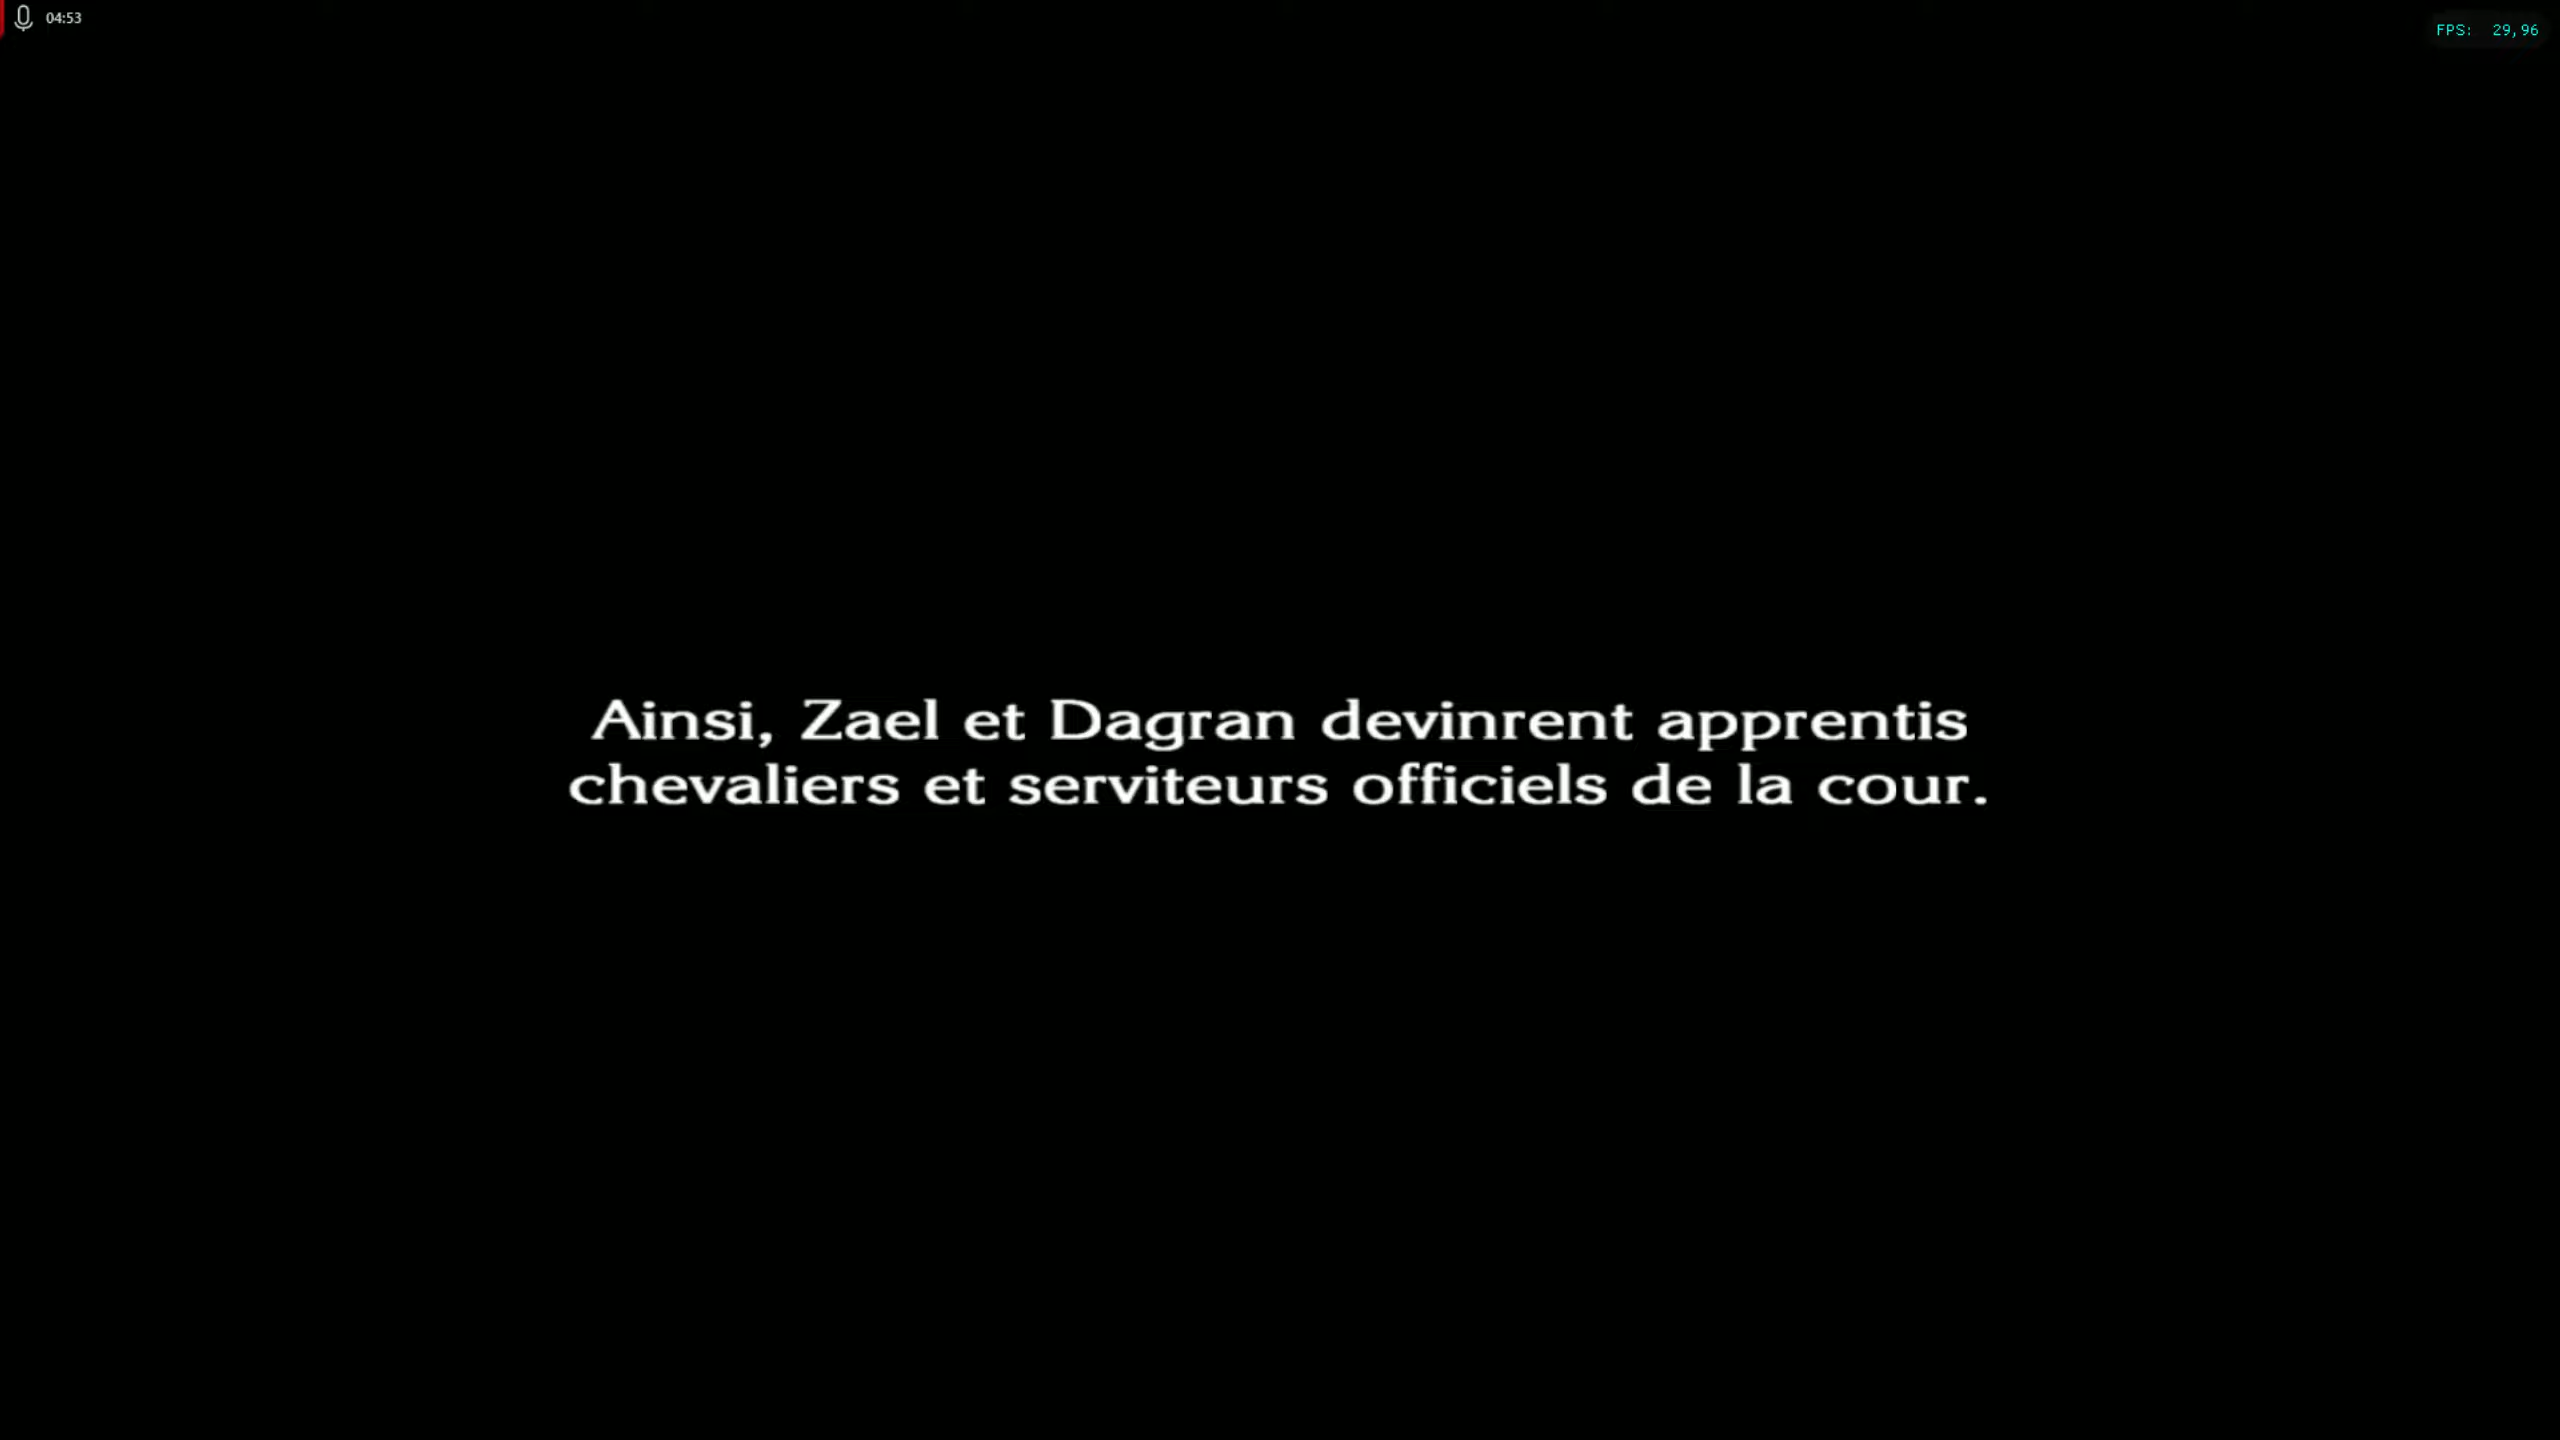 04:53
FPS: 29,96
Ainsi, Zael et Dagran devinrent apprentis
chevaliers et serviteurs officiels de la cour.